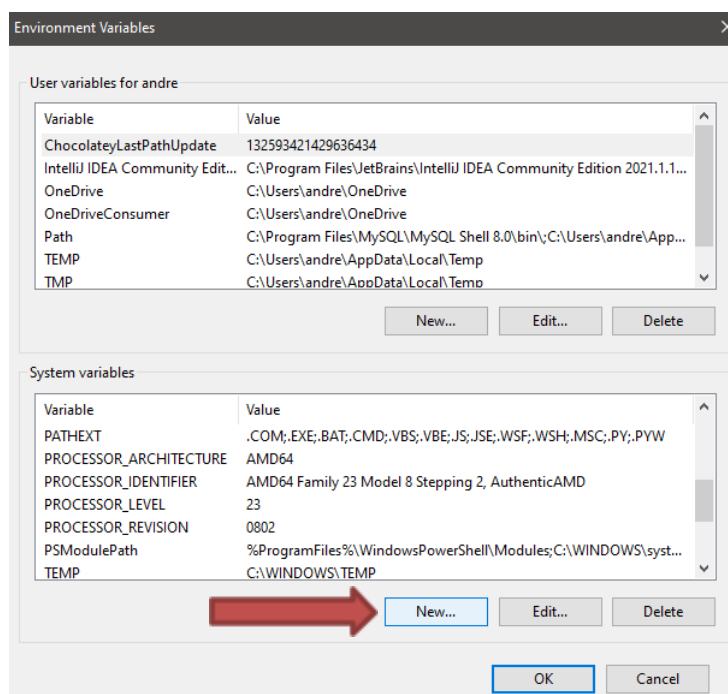 Environment Variables
User variables for andre
Variable Value
ChocolateyLastPathUpdate 132593421429636434
IntelliJ IDEA Community Edit... C:\Program Files\JetBrains\IntelliJ IDEA Community Edition 2021.1.1...
OneDrive C:\Users\andre\OneDrive
OneDriveConsumer C:\Users\andre\OneDrive
Path C:\Program Files\MySQL\MySQL Shell 8.0\bin\;C:\Users\andre\App...
TEMP C:\Users\andre\AppData\Local\Temp
TMP C:\Users\andre\AppData\Local\Temp
New... Edit... Delete
System variables
Variable Value
PATHEXT .COM;.EXE;.BAT;.CMD;.VBS;.VBE;.JS;.JSE;.WSF;.WSH;.MSC;.PY;.PYW
PROCESSOR_ARCHITECTURE AMD64
PROCESSOR_IDENTIFIER AMD64 Family 23 Model 8 Stepping 2, AuthenticAMD
PROCESSOR_LEVEL 23
PROCESSOR_REVISION 0802
PSModulePath %ProgramFiles%\WindowsPowerShell\Modules;C:\WINDOWS\syst...
TEMP C:\WINDOWS\TEMP
New... Edit... Delete
OK Cancel